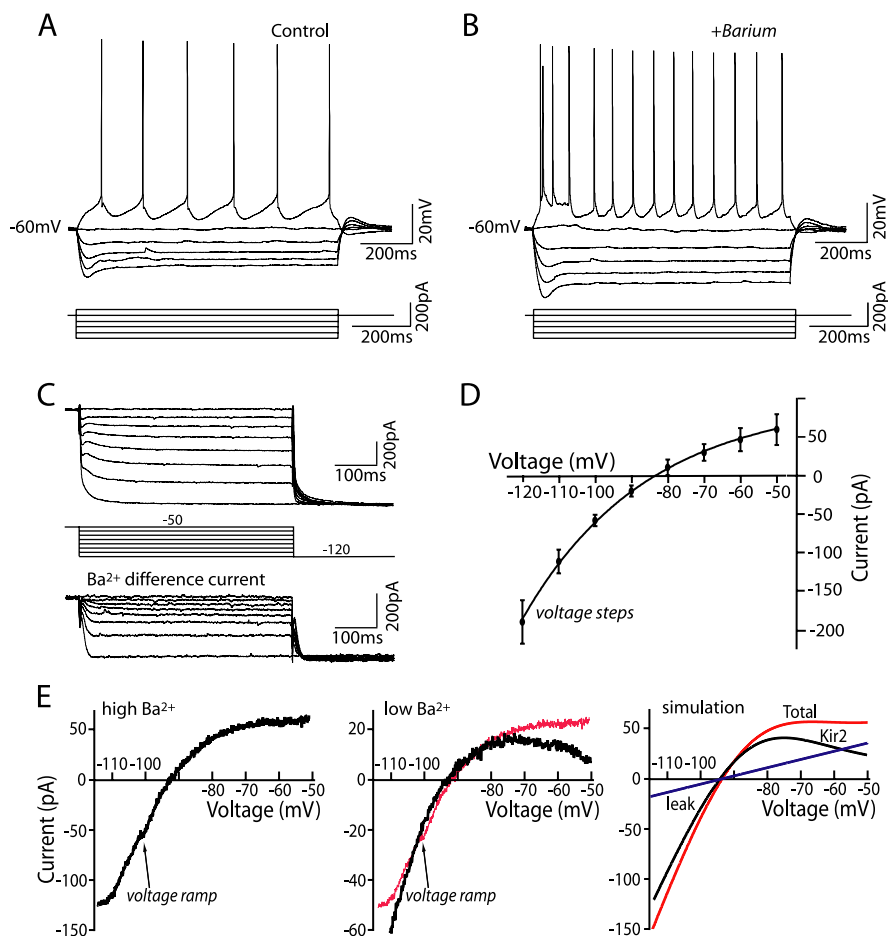 A
Control
-60mV
20mV
200ms
200pA
200ms
B
+Barium
-60mV
20mV
200ms
200pA
200ms
C
200pA
100ms
-50
-120
Ba2+ difference current
200pA
100ms
D
Voltage (mV)
-120 -110 -100 -90 -80 -70 -60 -50
50
0
-50
-100
-150
-200
Current (pA)
voltage steps
E
high Ba2+
50
0
-50
-100
-150
Current (pA)
-110 -100
-80 -70 -60 -50
Voltage (mV)
voltage ramp
low Ba2+
20
0
-20
-40
-60
-110 -100
-80 -70 -60 -50
Voltage (mV)
voltage ramp
simulation
Total
Kir2
leak
50
0
-50
-100
-150
-110 -100
-80 -70 -60 -50
Voltage (mV)